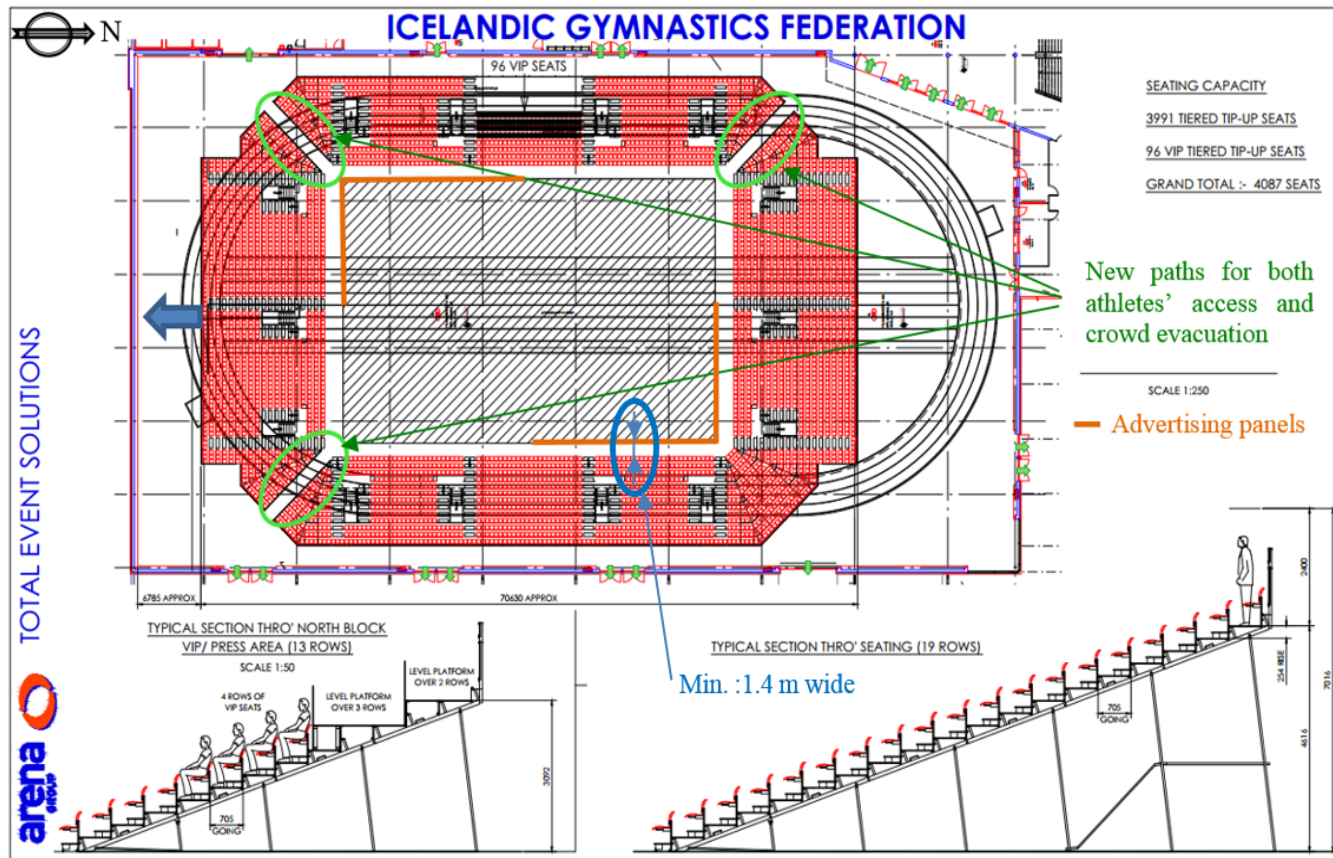 N
ICELANDIC GYMNASTICS FEDERATION
96 VIP SEATS
SEATING CAPACITY
3991 TIERED TIP-UP SEATS
96 VIP TIERED TIP-UP SEATS
GRAND TOTAL :- 4087 SEATS
New paths for both
athletes’ access and
crowd evacuation
SCALE 1:250
Advertising panels
6785 APPROX
70630 APPROX
TYPICAL SECTION THRO' NORTH BLOCK
VIP/ PRESS AREA (13 ROWS)
SCALE 1:50
4 ROWS OF
VIP SEATS
LEVEL PLATFORM
OVER 3 ROWS
LEVEL PLATFORM
OVER 2 ROWS
705
GOING
3092
Min. :1.4 m wide
TYPICAL SECTION THRO' SEATING (19 ROWS)
705
GOING
254 RISE
2400
4616
7016
TOTAL EVENT SOLUTIONS
arena
GROUP